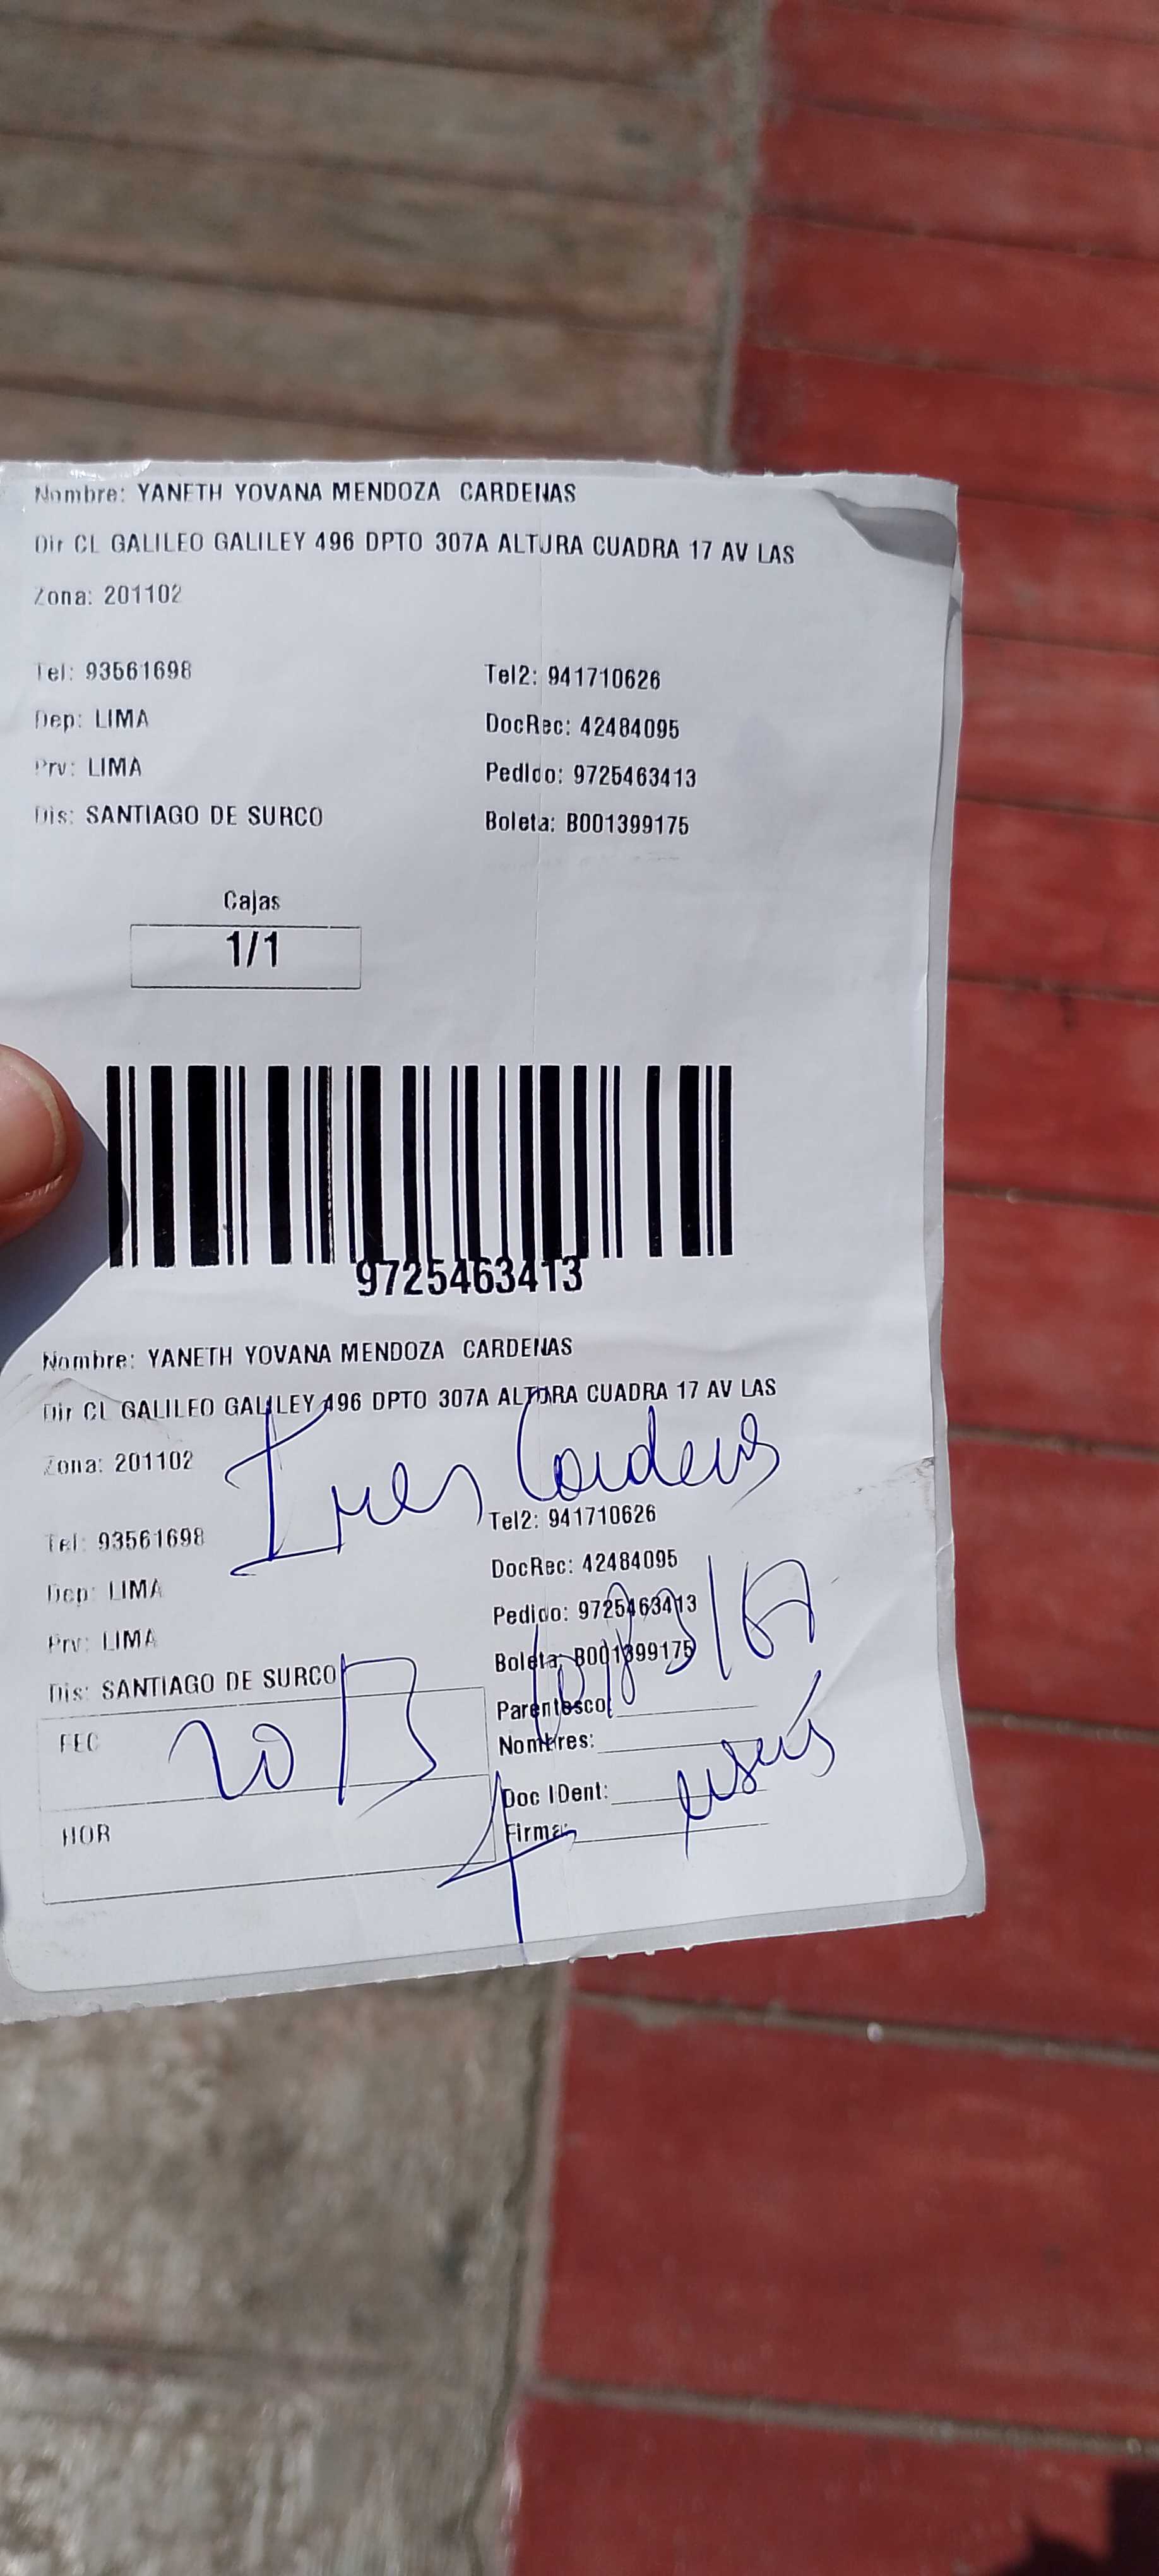 Nombre: YANETH YOVANA MENDOZA CARDENAS
Dir CL GALILEO GALILEY 496 DPTO 307A ALTURA CUADRA 17 AV LAS
Zona: 201102
Tel: 93561698 Tel2: 941710626
Dep: LIMA DocRec: 42484095
Prv: LIMA Pedido: 9725463413
Dis: SANTIAGO DE SURCO Boleta: B001399175
Cajas
1/1
9725463413
Nombre: YANETH YOVANA MENDOZA CARDENAS
Dir CL GALILEO GALILEY 496 DPTO 307A ALTURA CUADRA 17 AV LAS
Zona: 201102
Tel: 93561698 Tel2: 941710626
Dep: LIMA DocRec: 42484095
Prv: LIMA Pedido: 9725463413
Dis: SANTIAGO DE SURCO Boleta: B001399175
Parentesco
FEC Nombres:
Doc IDent:
HOR Firma: